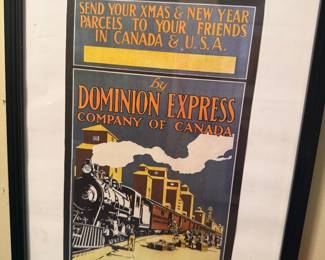 SEND YOUR XMAS & NEW YEAR
PARCELS TO YOUR FRIENDS
IN CANADA & U.S.A.
by
DOMINION EXPRESS
COMPANY OF CANADA